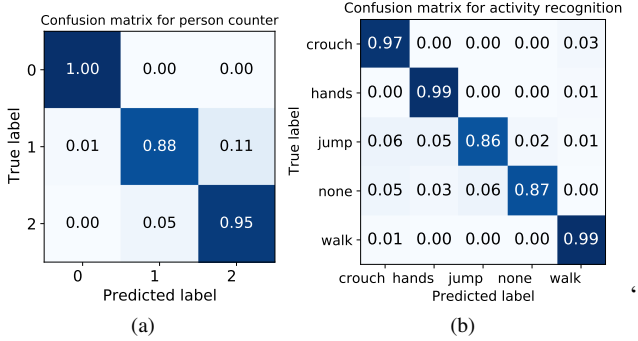 Confusion matrix for person counter
0 1.00 0.00 0.00
1 0.01 0.88 0.11
2 0.00 0.05 0.95
True label
0 1 2
Predicted label
(a)
Confusion matrix for activity recognition
crouch 0.97 0.00 0.00 0.00 0.03
hands 0.00 0.99 0.00 0.00 0.01
jump 0.06 0.05 0.86 0.02 0.01
none 0.05 0.03 0.06 0.87 0.00
walk 0.01 0.00 0.00 0.00 0.99
True label
crouch hands jump none walk
Predicted label
(b)
‘